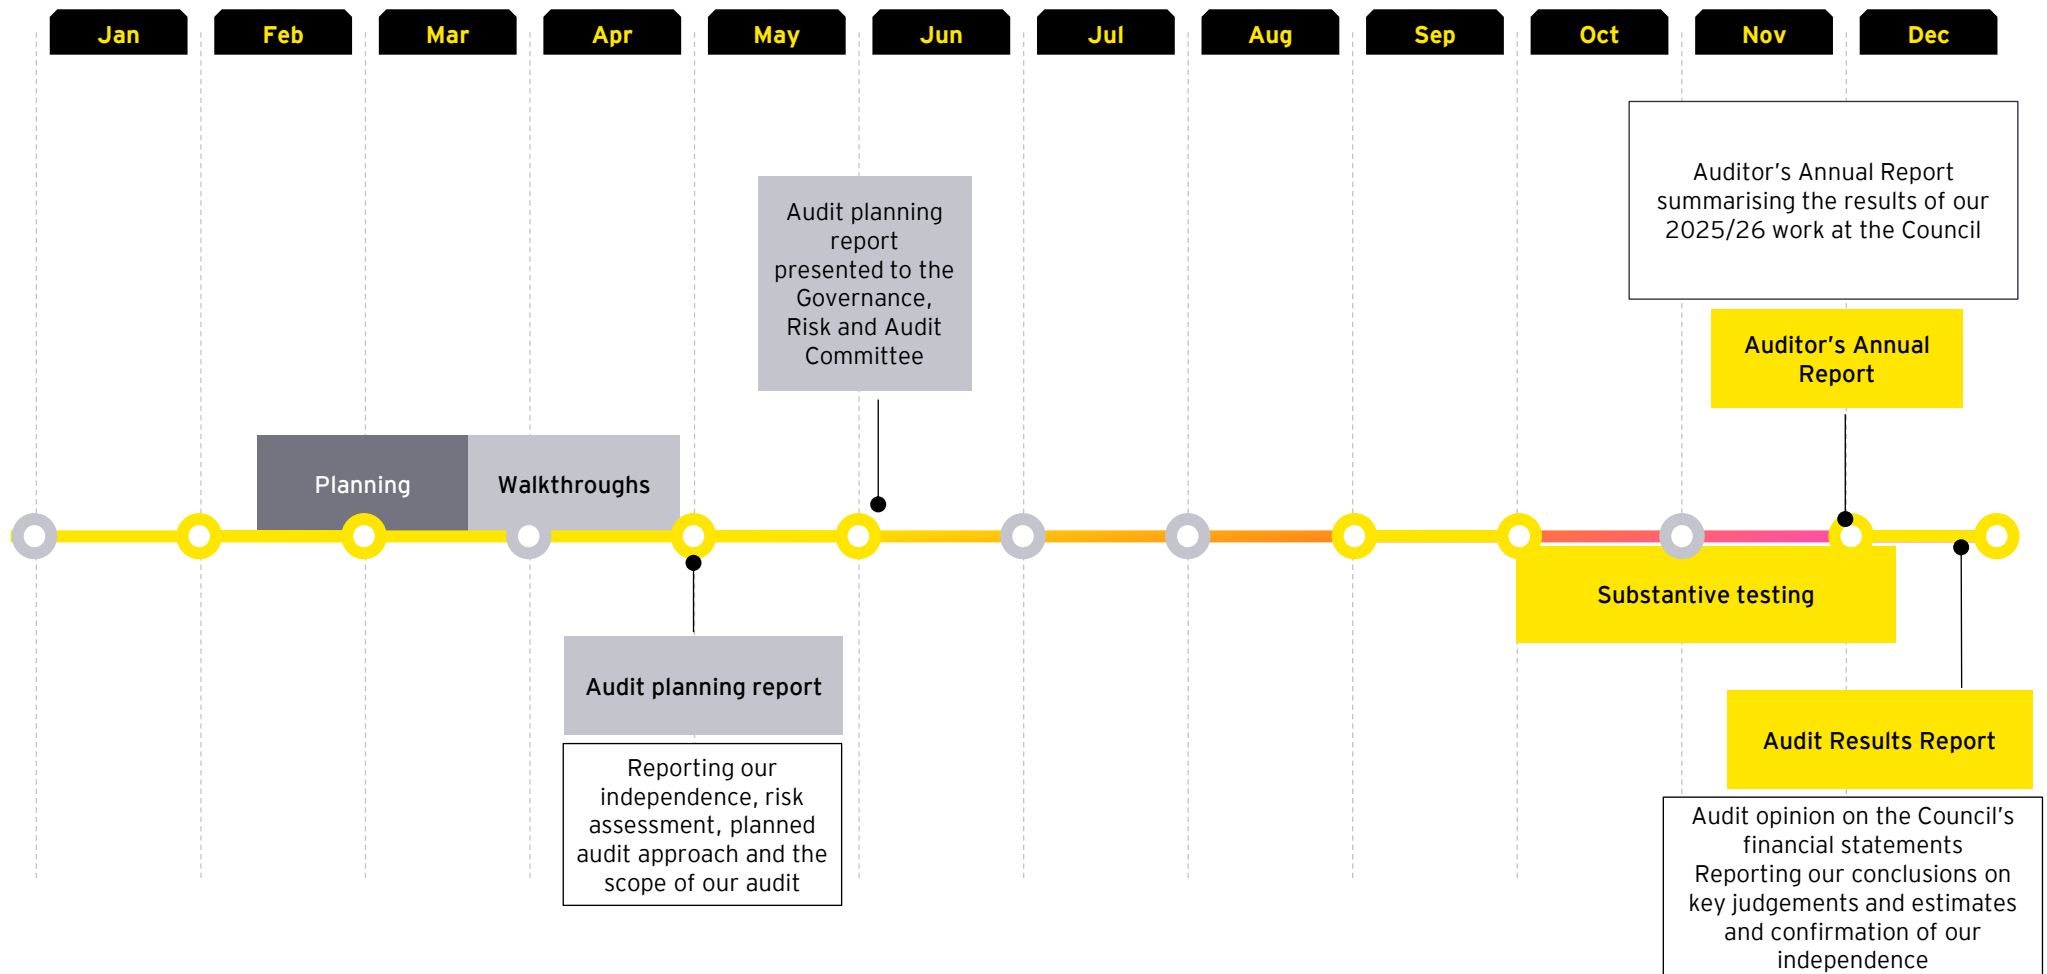 Jan
Feb
Mar
Apr
May
Jun
Jul
Aug
Sep
Oct
Nov
Dec
Auditor’s Annual Report
summarising the results of our
2025/26 work at the Council
Audit planning
report
presented to the
Governance,
Risk and Audit
Committee
Auditor’s Annual
Report
Planning
Walkthroughs
Substantive testing
Audit planning report
Audit Results Report
Reporting our
independence, risk
assessment, planned
audit approach and the
scope of our audit
Audit opinion on the Council’s
financial statements
Reporting our conclusions on
key judgements and estimates
and confirmation of our
independence